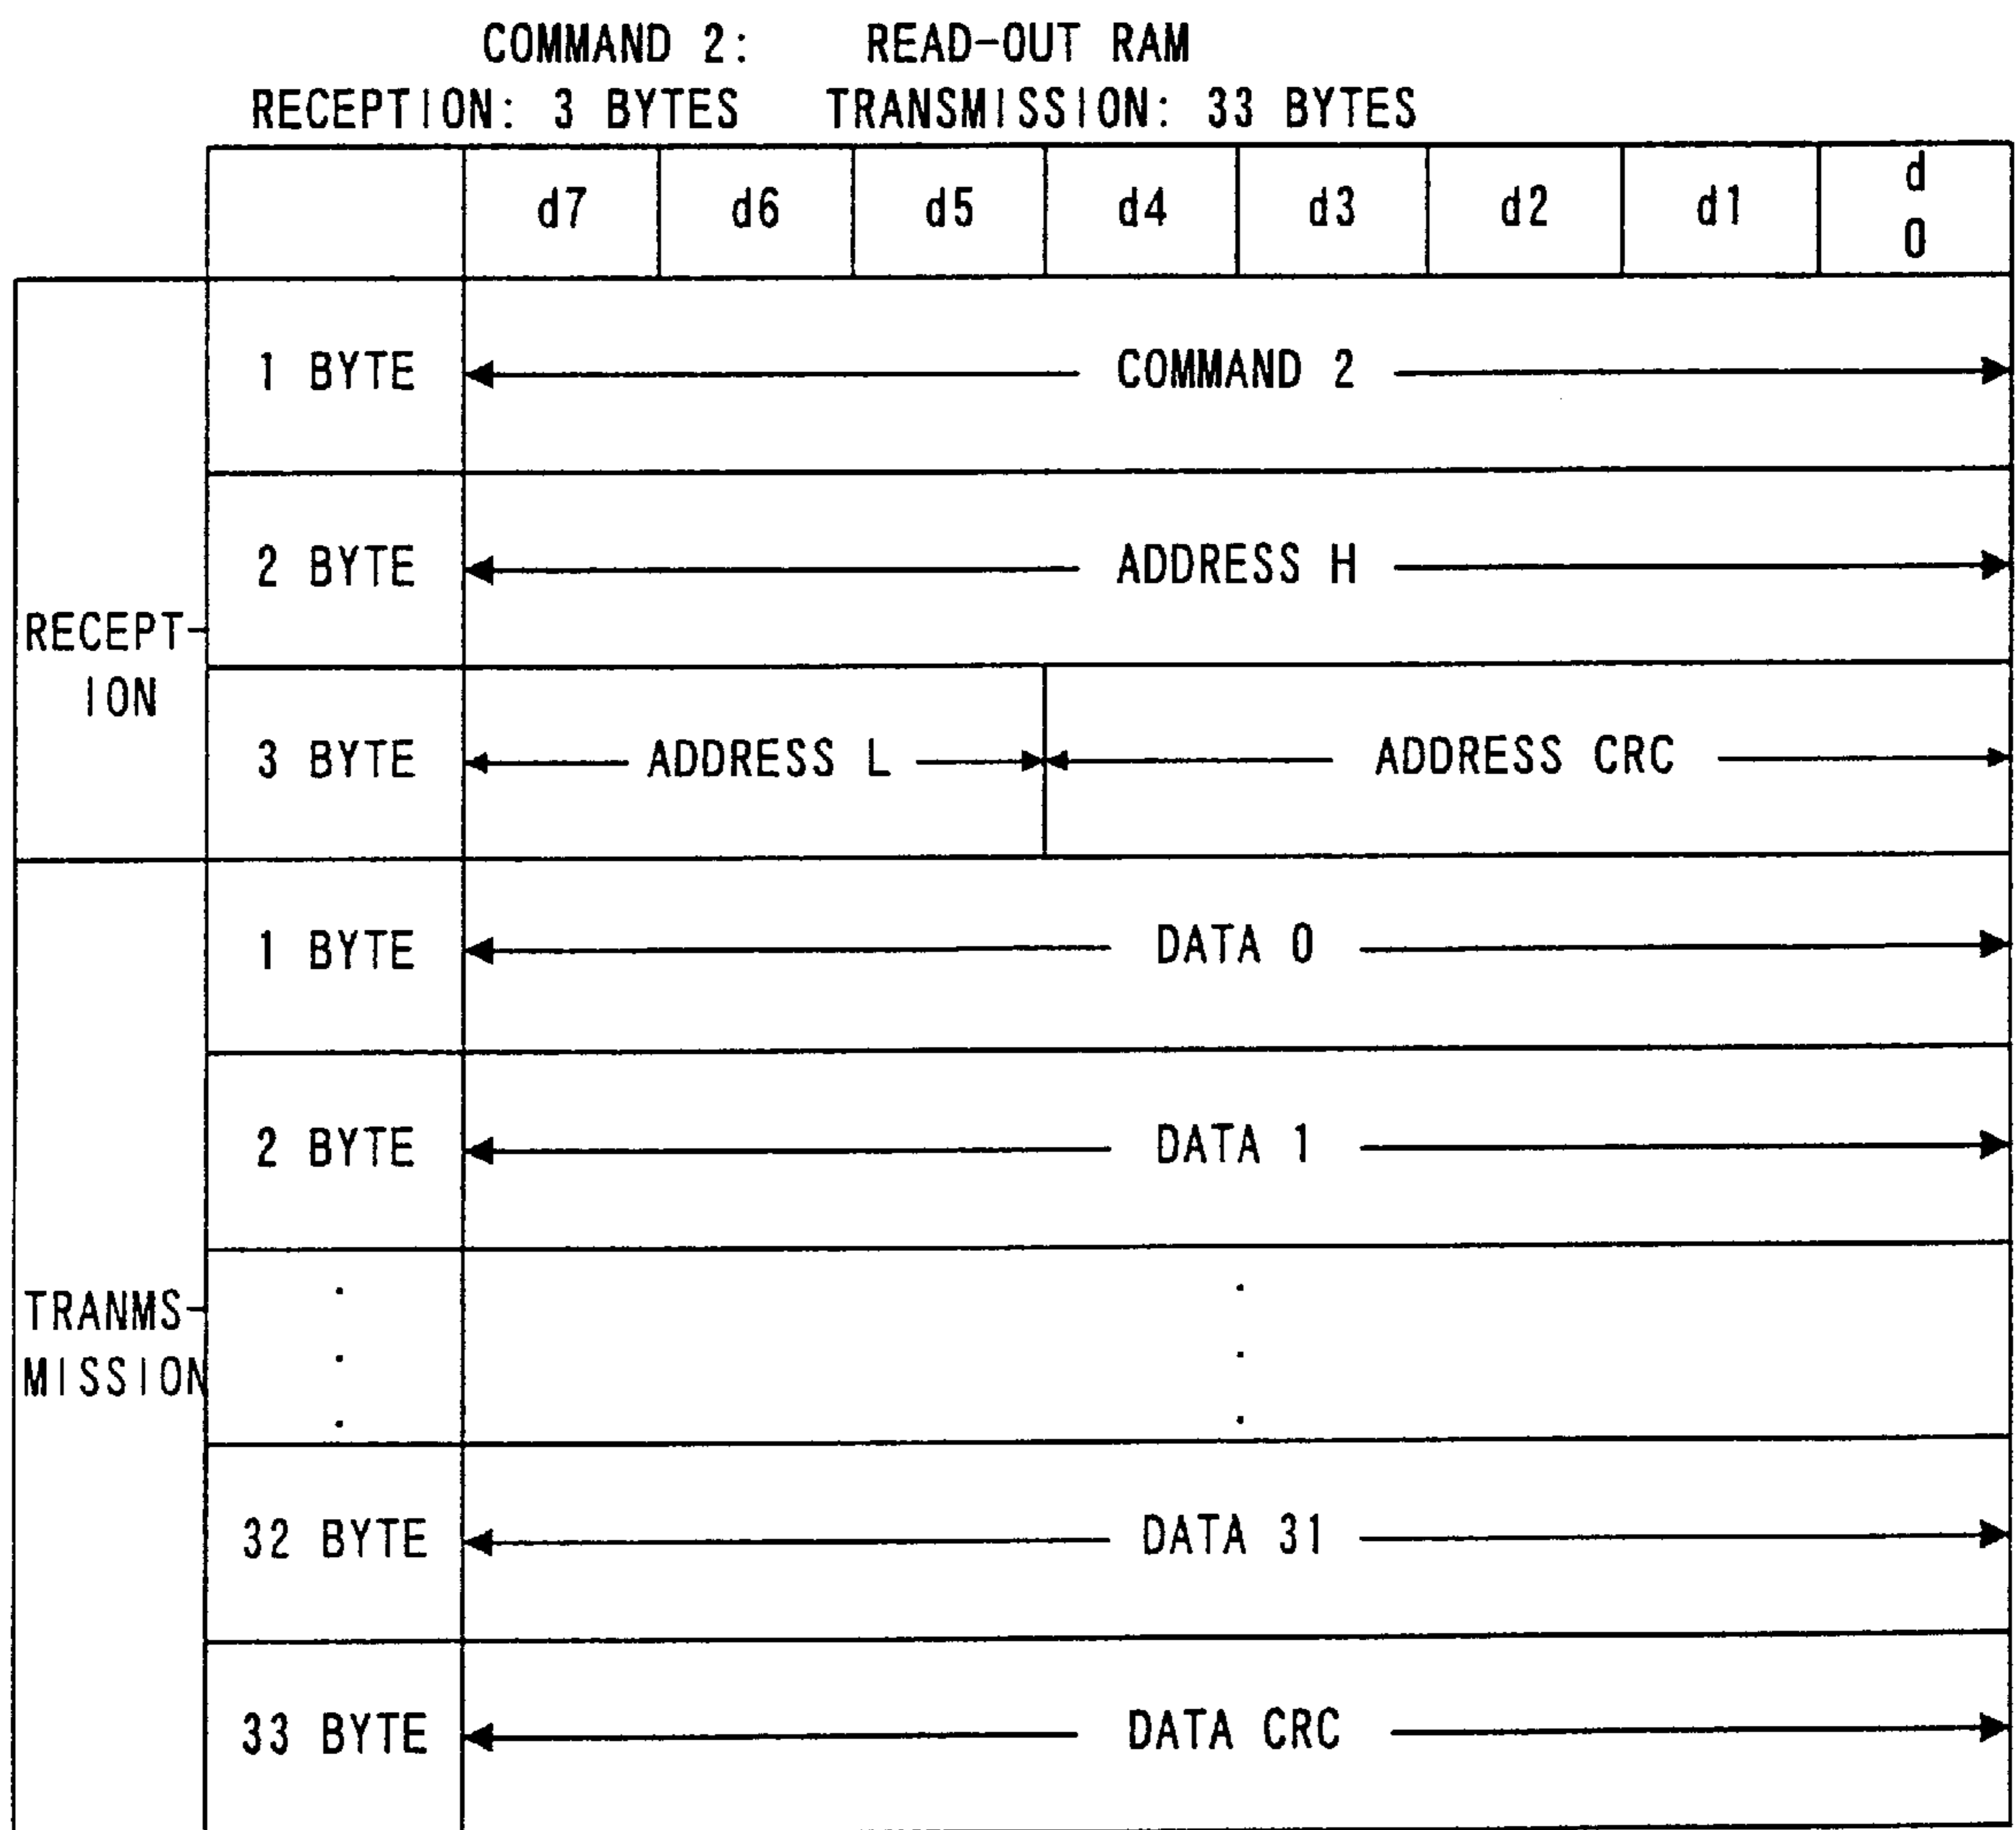 COMMAND 2: READ-OUT RAM
RECEPTION: 3 BYTES TRANSMISSION: 33 BYTES
d7 d6 d5 d4 d3 d2 d1 d
0
1 BYTE COMMAND 2
2 BYTE ADDRESS H
RECEPT-
ION
3 BYTE ADDRESS L ADDRESS CRC
1 BYTE DATA 0
2 BYTE DATA 1
TRANMS-
MISSION
32 BYTE DATA 31
33 BYTE DATA CRC